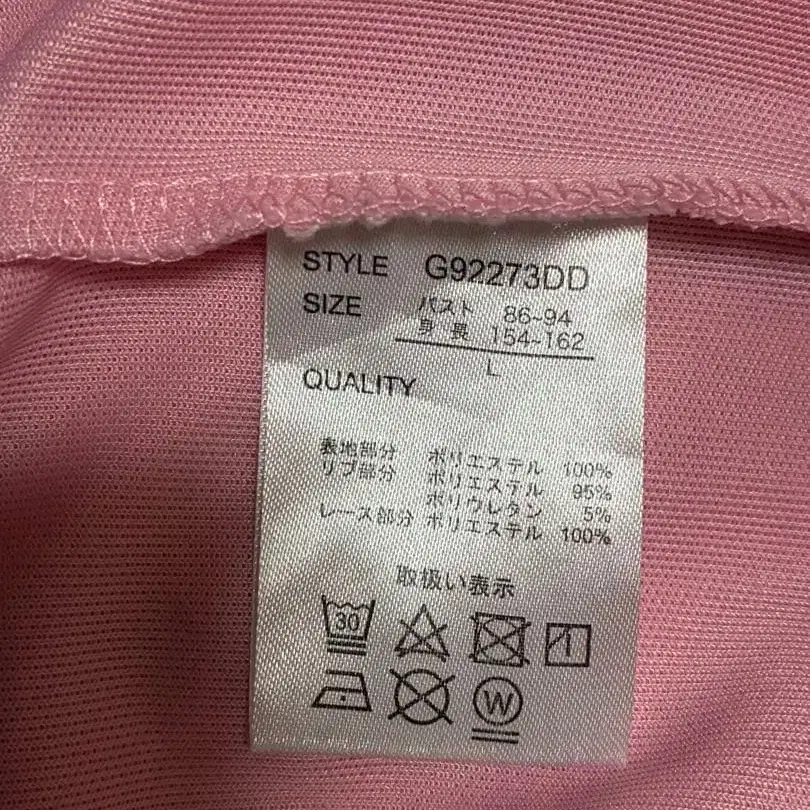 STYLE G92273DD
SIZE バスト 86~94
身長 154~162
L
QUALITY
表地部分 ポリエステル 100%
リブ部分 ポリエステル 95%
ポリウレタン 5%
レース部分 ポリエステル 100%
取扱い表示
30
W